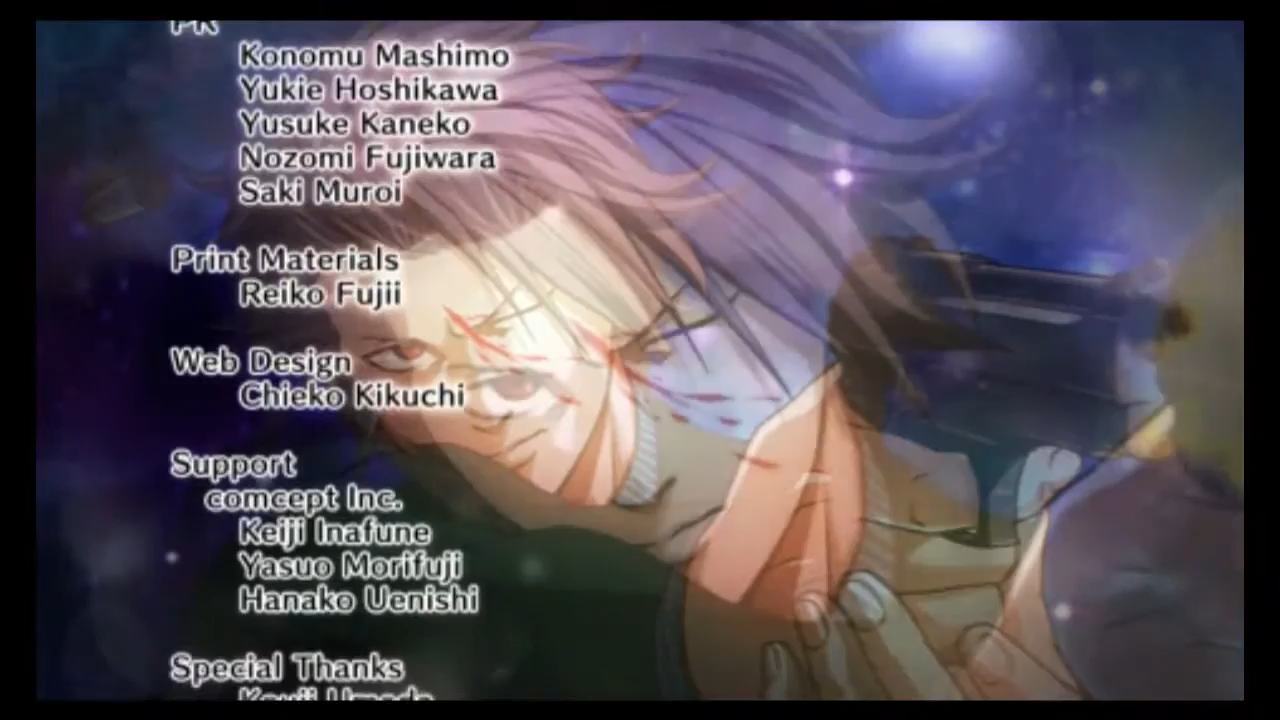 PR
Konomu Mashimo
Yukie Hoshikawa
Yusuke Kaneko
Nozomi Fujiwara
Saki Muroi
Print Materials
Reiko Fujii
Web Design
Chieko Kikuchi
Support
comcept Inc.
Keiji Inafune
Yasuo Morifuji
Hanako Uenishi
Special Thanks